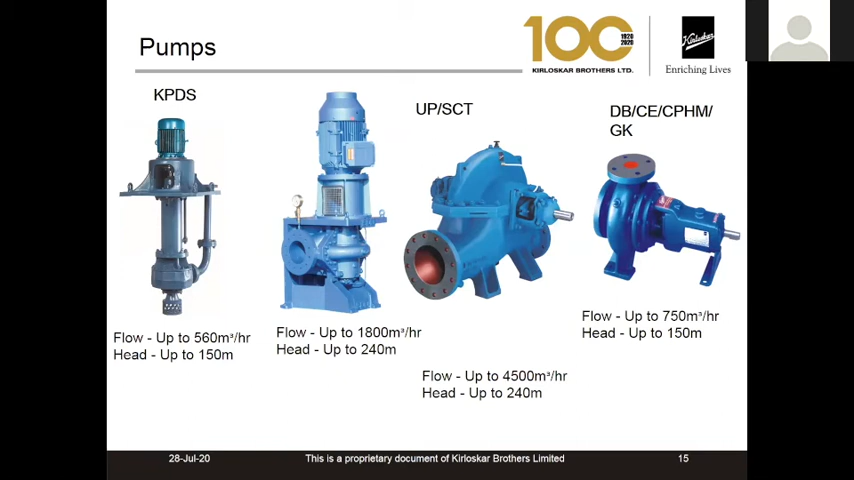 Pumps
100
1920
2020
KIRLOSKAR BROTHERS LTD.
Kirloskar
Enriching Lives
KPDS
UP/SCT
DB/CE/CPHM/
GK
Flow - Up to 560m³/hr
Head - Up to 150m
Flow - Up to 1800m³/hr
Head - Up to 240m
Flow - Up to 4500m³/hr
Head - Up to 240m
Flow - Up to 750m³/hr
Head - Up to 150m
28-Jul-20
This is a proprietary document of Kirloskar Brothers Limited
15